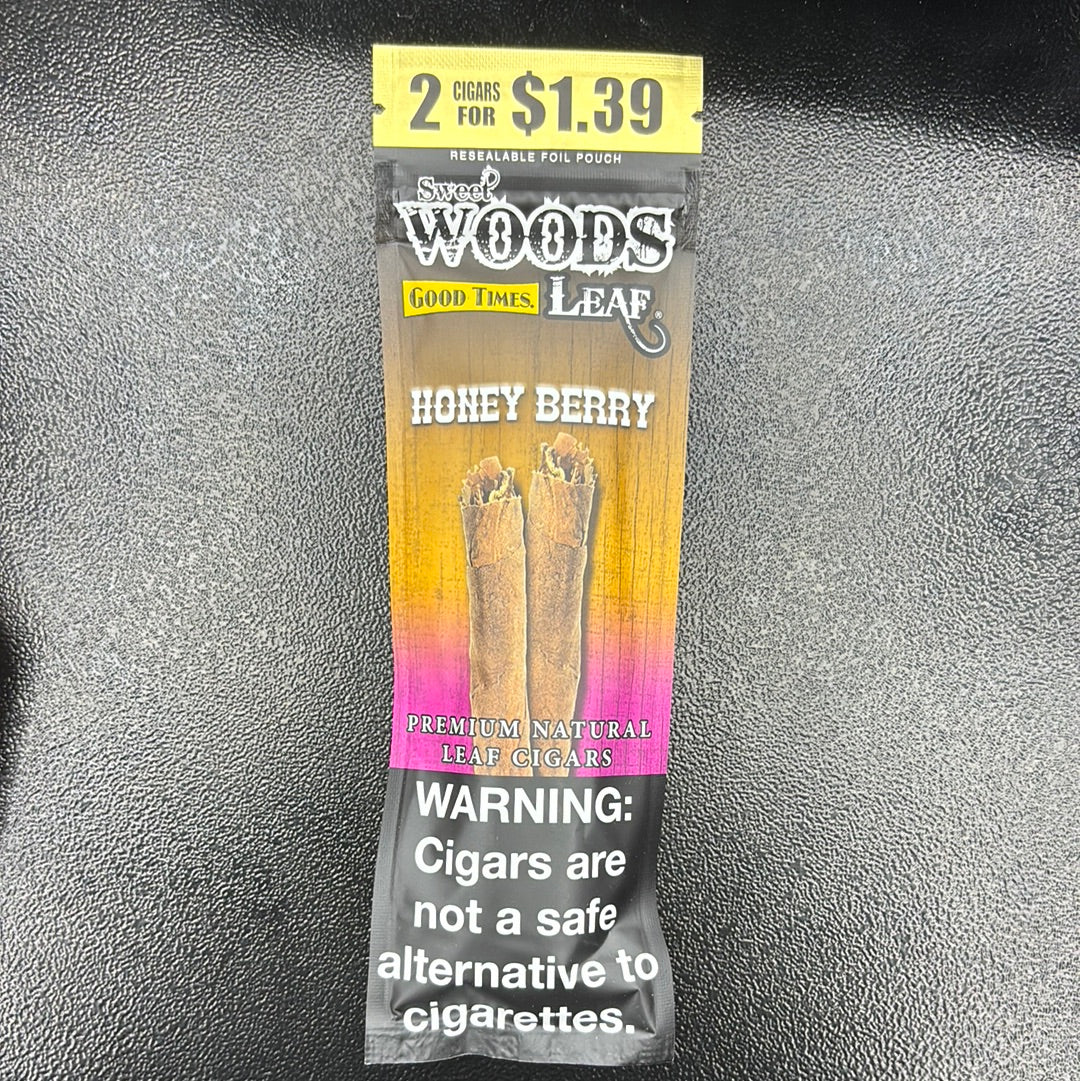 2 CIGARS FOR $1.39
RESEALABLE FOIL POUCH
Sweet
WOODS
GOOD TIMES. LEAF®
HONEY BERRY
PREMIUM NATURAL
LEAF CIGARS
WARNING:
Cigars are
not a safe
alternative to
cigarettes.